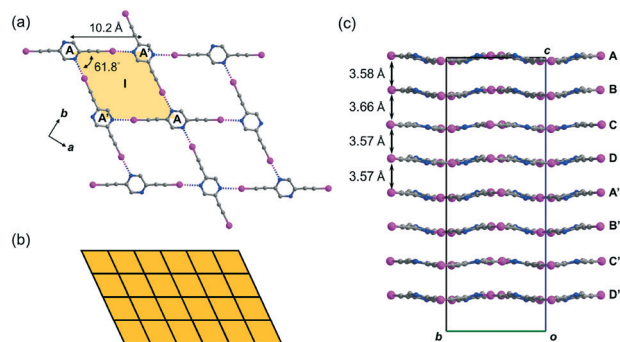 (a)
10.2 Å
A
A'
61.8°
I
A'
A
b
a
(b)
(c)
c
A
3.58 Å
B
3.66 Å
C
3.57 Å
D
3.57 Å
A'
B'
C'
D'
b
o